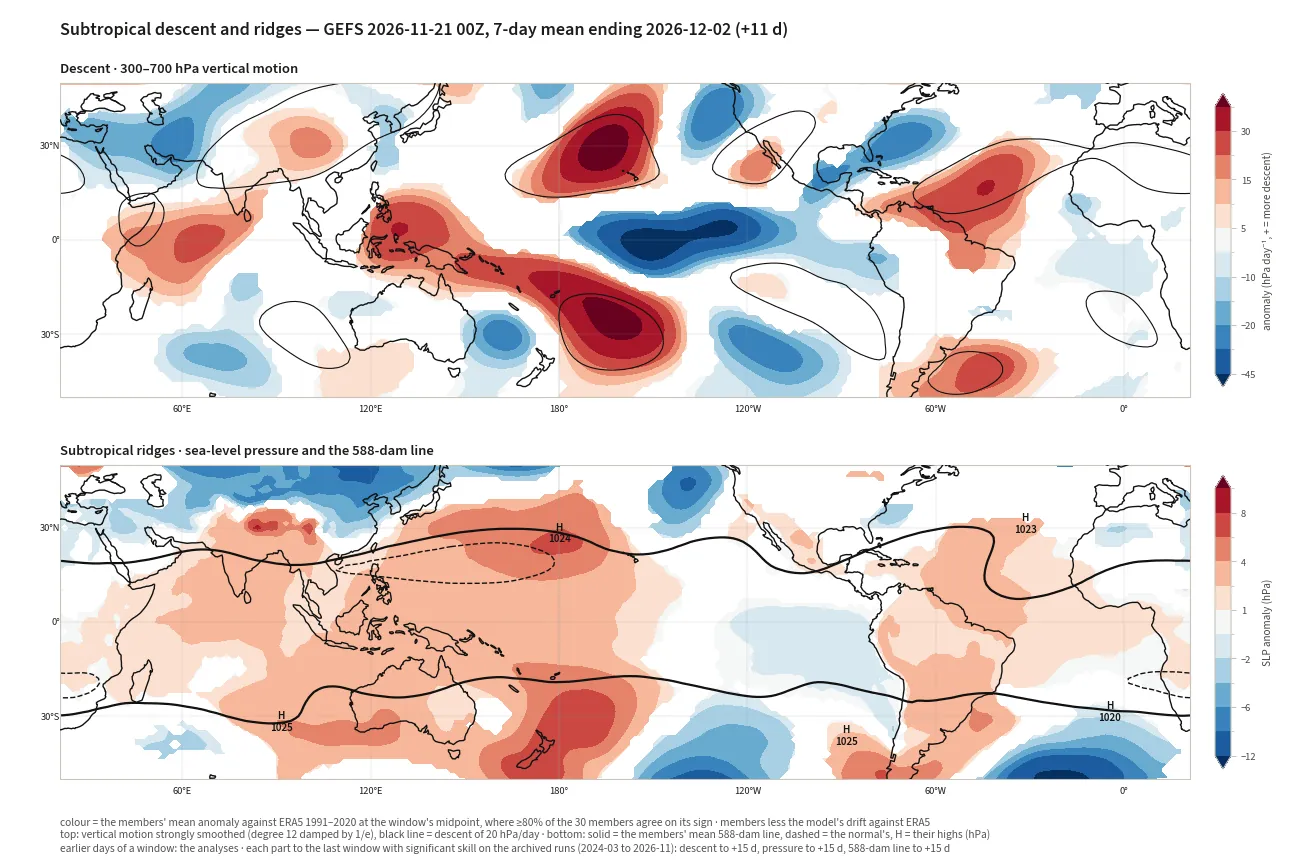 Subtropical descent and ridges — GEFS 2026-11-21 00Z, 7-day mean ending 2026-12-02 (+11 d)
Descent · 300–700 hPa vertical motion
30°N
0°
30°S
60°E
120°E
180°
120°W
60°W
0°
30
15
5
−10
−20
−45
anomaly (hPa day⁻¹, + = more descent)
Subtropical ridges · sea-level pressure and the 588-dam line
30°N
0°
30°S
H
1024
H
1023
H
1025
H
1025
H
1020
60°E
120°E
180°
120°W
60°W
0°
8
4
1
−2
−6
−12
SLP anomaly (hPa)
colour = the members' mean anomaly against ERA5 1991–2020 at the window's midpoint, where ≥80% of the 30 members agree on its sign · members less the model's drift against ERA5
top: vertical motion strongly smoothed (degree 12 damped by 1/e), black line = descent of 20 hPa/day · bottom: solid = the members' mean 588-dam line, dashed = the normal's, H = their highs (hPa)
earlier days of a window: the analyses · each part to the last window with significant skill on the archived runs (2024-03 to 2026-11): descent to +15 d, pressure to +15 d, 588-dam line to +15 d